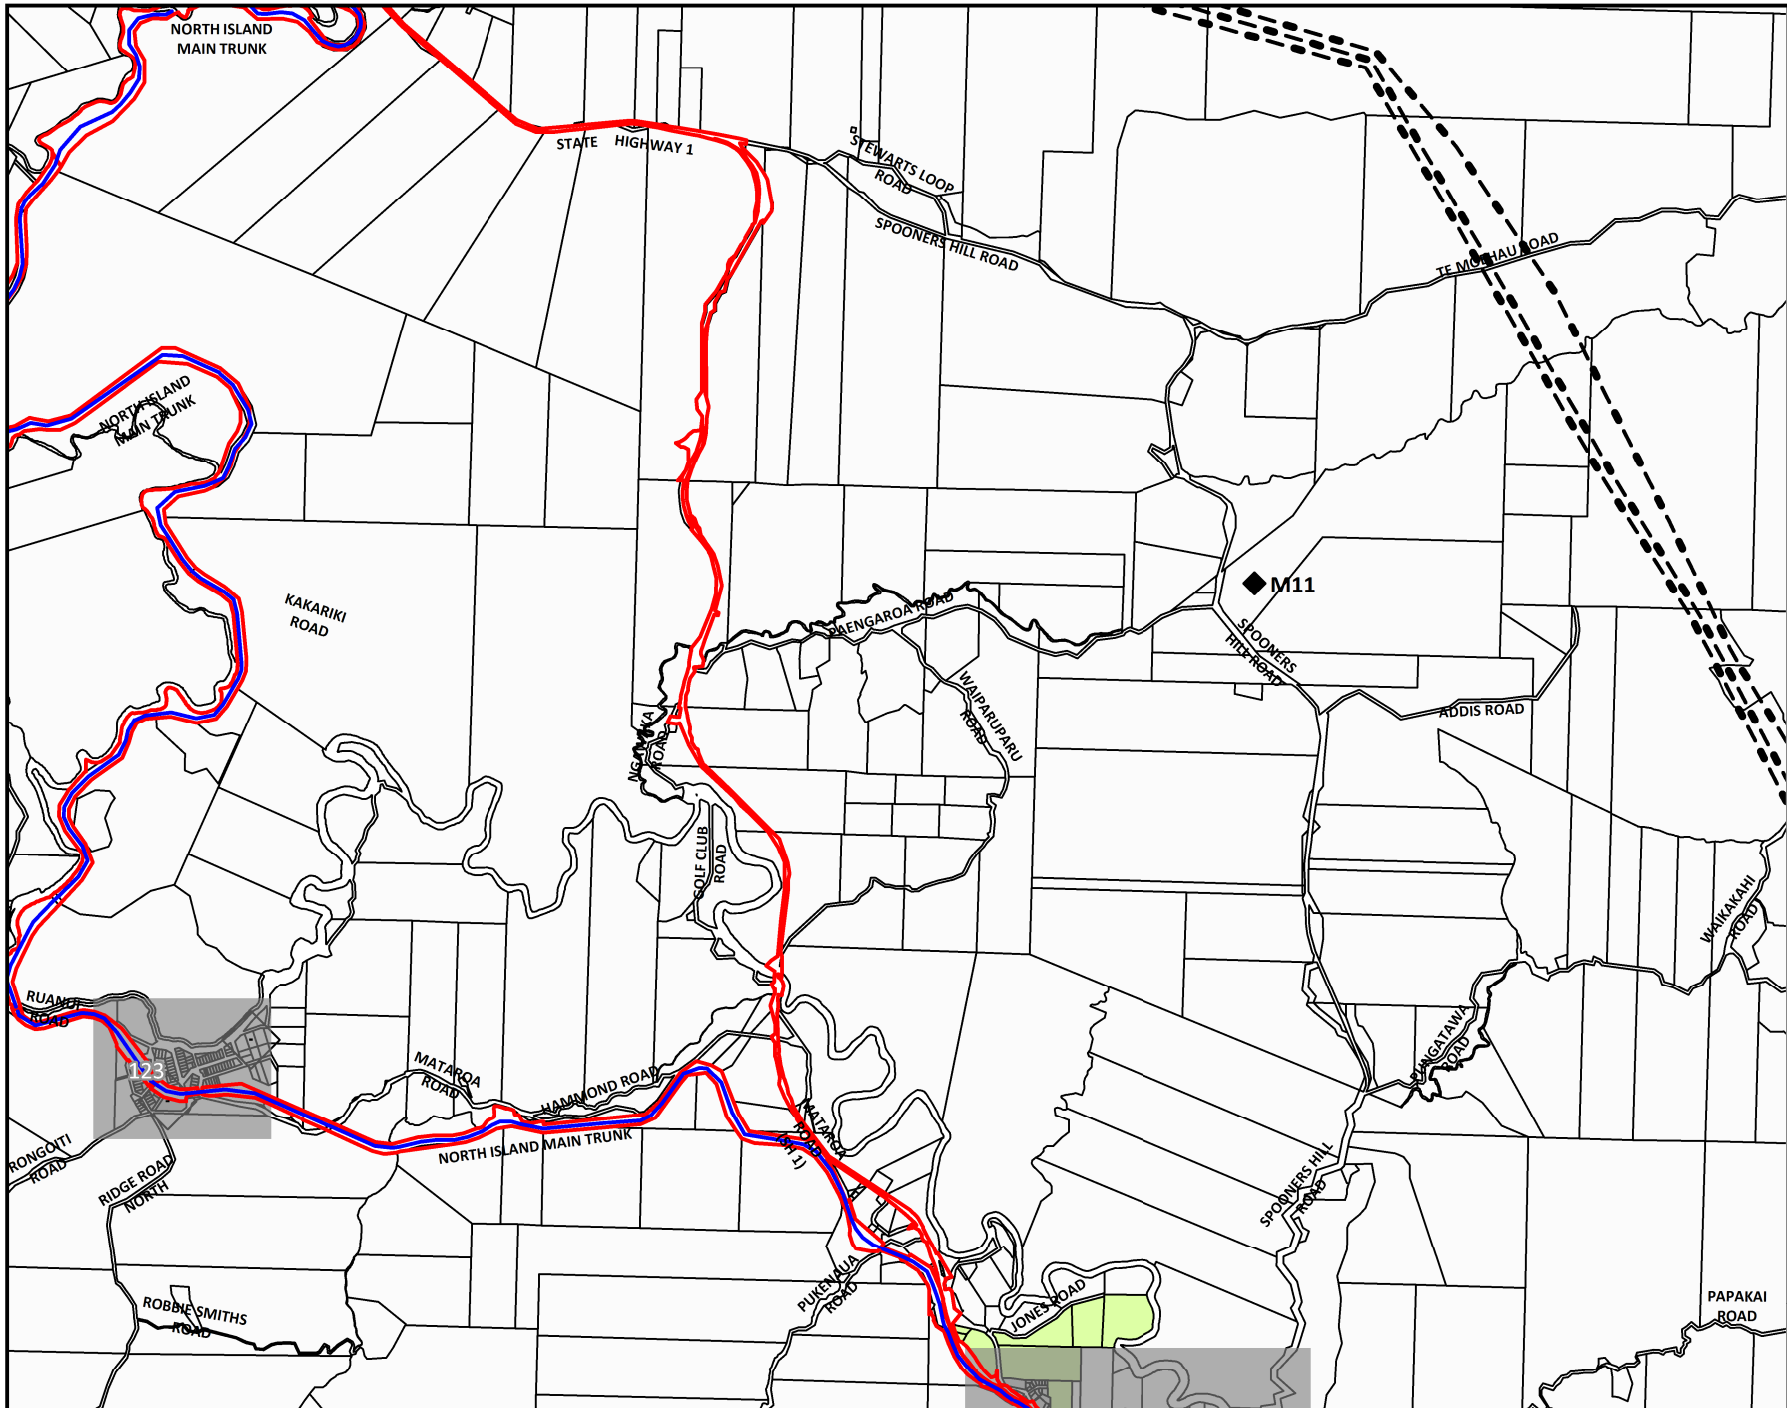 NORTH ISLAND
MAIN TRUNK
STATE HIGHWAY 1
STEWARTS LOOP
ROAD
SPOONERS HILL ROAD
TE MOEHAU ROAD
NORTH ISLAND
MAIN TRUNK
KAKARIKI
ROAD
M11
PAENGAROA ROAD
SPOONERS
HILL ROAD
WAIPARUPARU
ROAD
ADDIS ROAD
ROAD
GOLF CLUB
ROAD
WAIKAKAHI
ROAD
RUANUI
ROAD
123
MATAROA
ROAD
HAMMOND ROAD
NORTH ISLAND MAIN TRUNK
MATAROA
ROAD
(SH 1)
PUNGATAWA
ROAD
RONGOITI
ROAD
RIDGE ROAD
NORTH
SPOONERS HILL
ROAD
PUKENAUA
ROAD
JONES ROAD
ROBBIE SMITHS
ROAD
PAPAKAI
ROAD